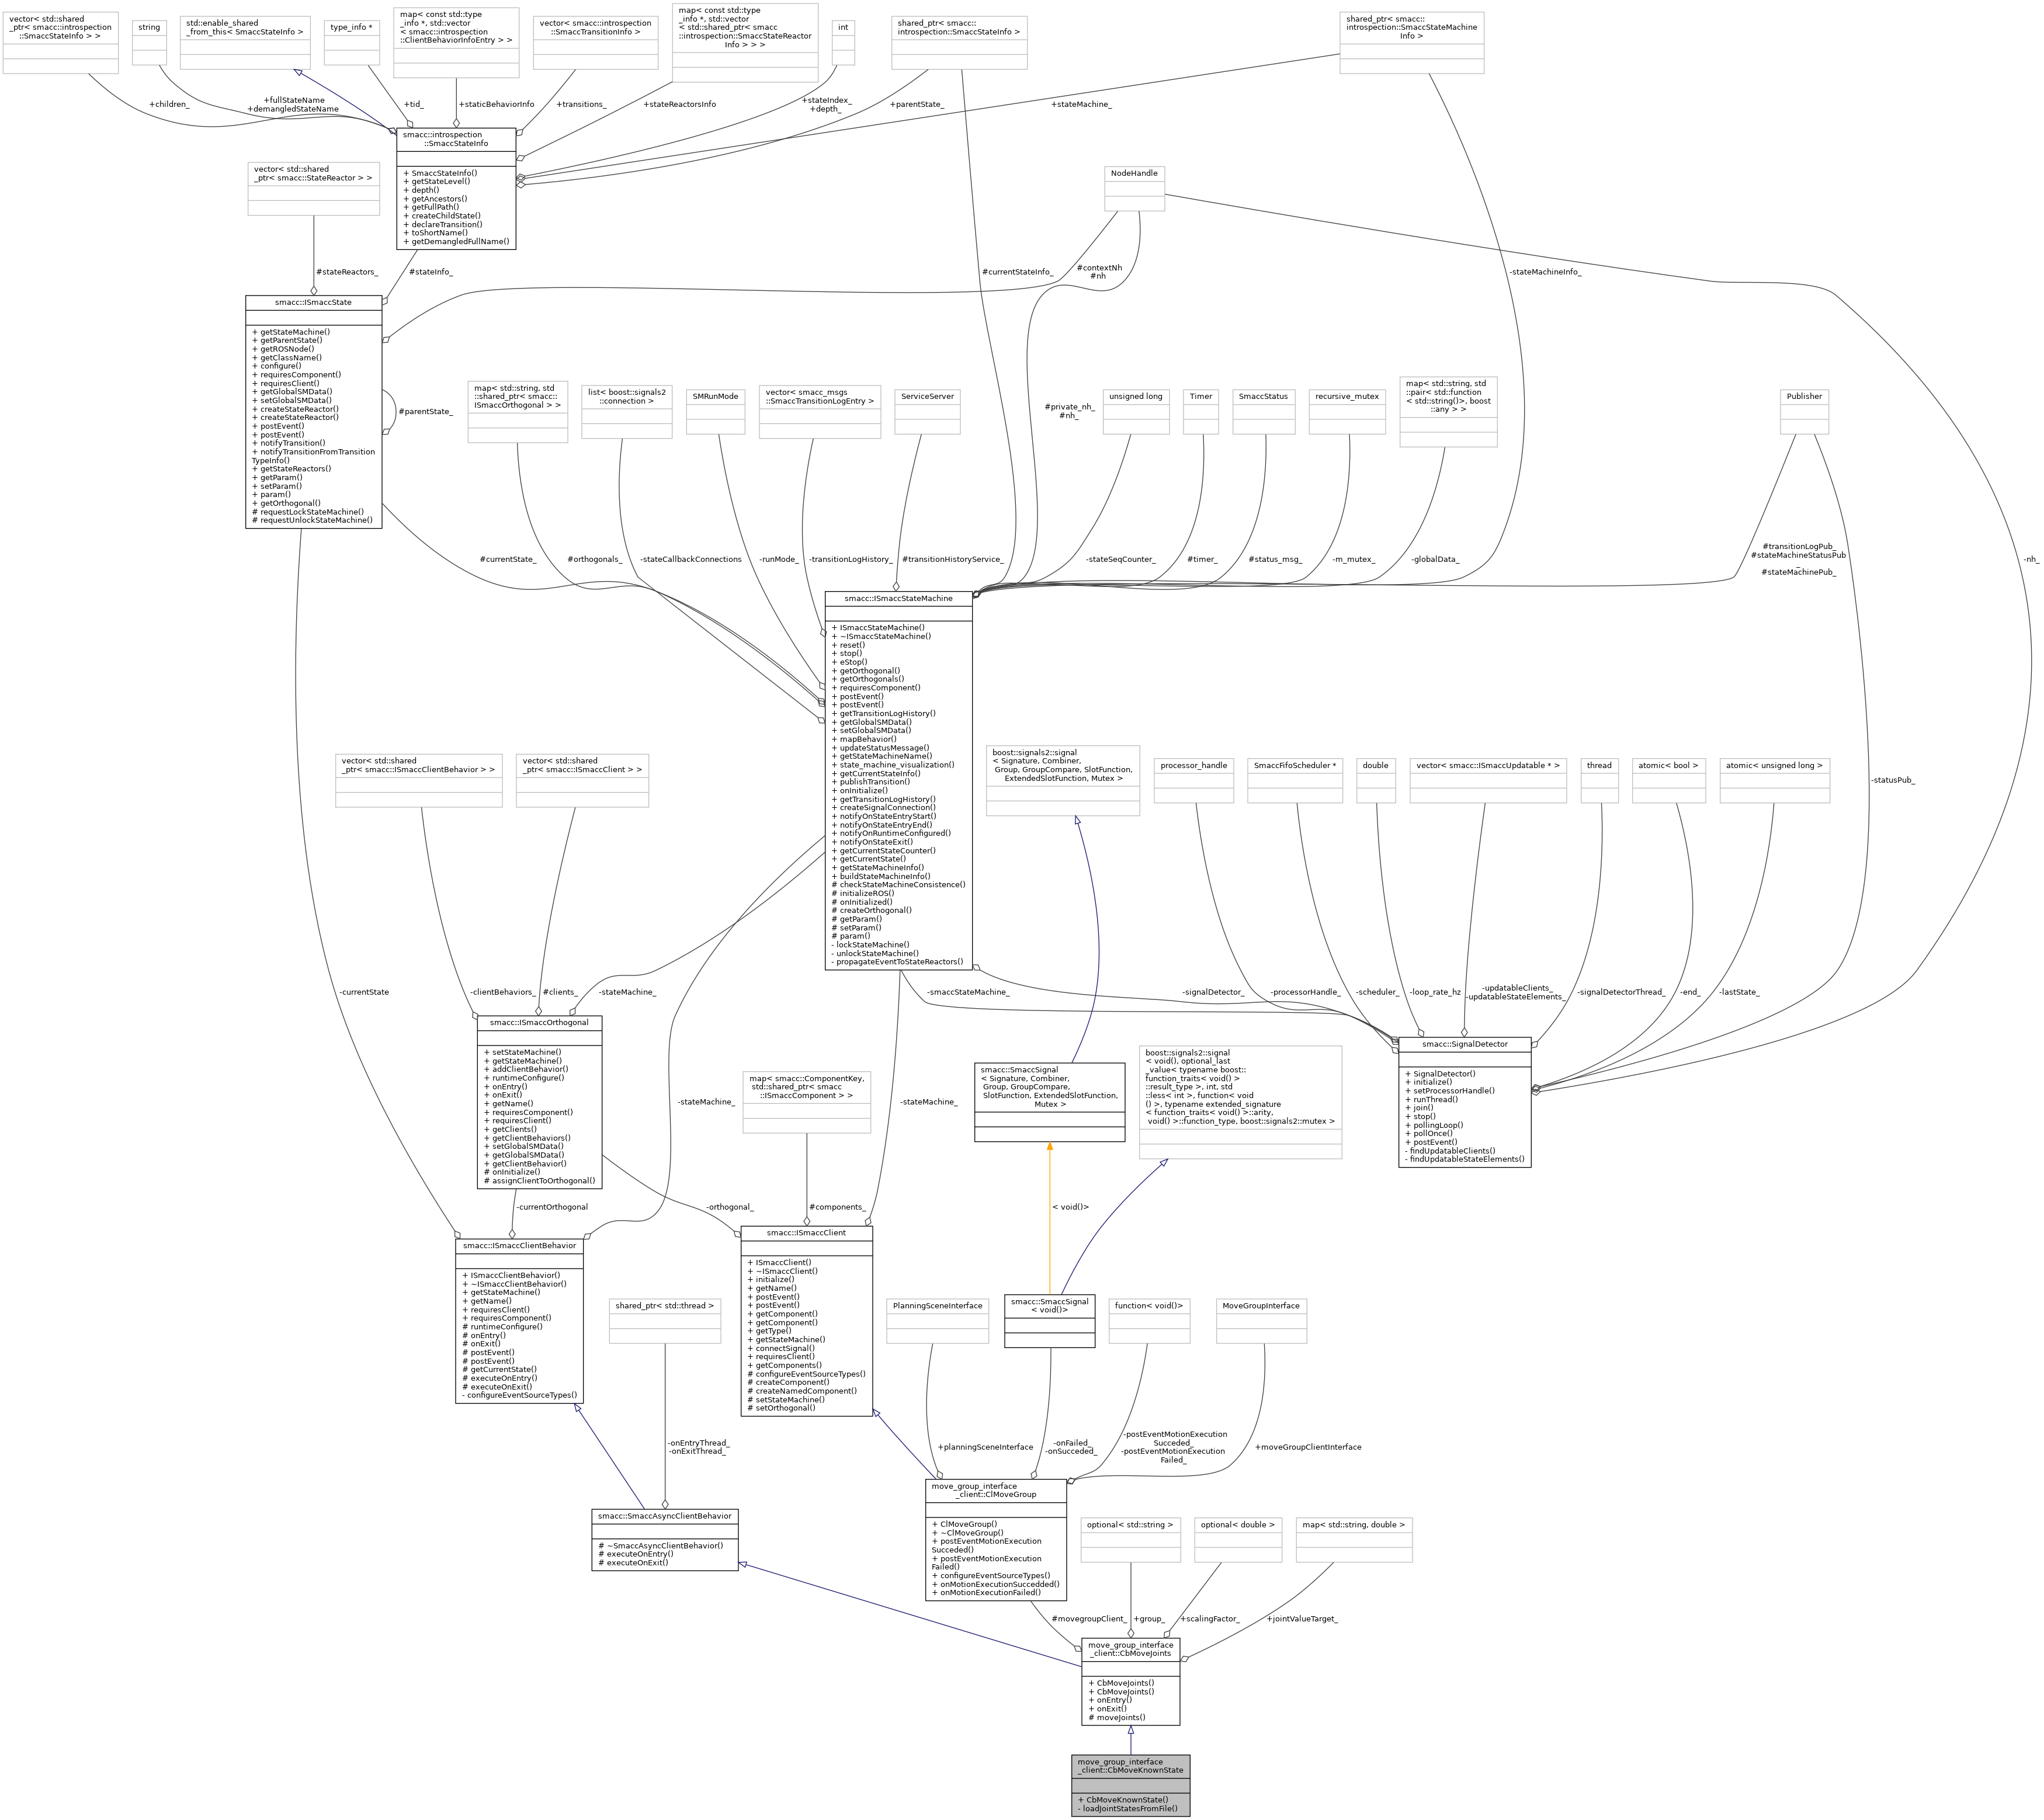 vector< std::shared
_ptr< smacc::introspection
::SmaccStateInfo > >
string
std::enable_shared
_from_this< SmaccStateInfo >
type_info *
map< const std::type
_info *, std::vector
< smacc::introspection
::ClientBehaviorInfoEntry > >
vector< smacc::introspection
::SmaccTransitionInfo >
map< const std::type
_info *, std::vector
< std::shared_ptr< smacc
::introspection::SmaccStateReactor
Info > > >
int
shared_ptr< smacc::
introspection::SmaccStateInfo >
shared_ptr< smacc::
introspection::SmaccStateMachine
Info >
+children_
+fullStateName
+demangledStateName
+tid_
+staticBehaviorInfo
+transitions_
+stateReactorsInfo
+stateIndex_
+depth_
+parentState_
+stateMachine_
smacc::introspection
::SmaccStateInfo
+ SmaccStateInfo()
+ getStateLevel()
+ depth()
+ getAncestors()
+ getFullPath()
+ createChildState()
+ declareTransition()
+ toShortName()
+ getDemangledFullName()
vector< std::shared
_ptr< smacc::StateReactor > >
NodeHandle
#stateReactors_
#stateInfo_
#currentStateInfo_
#contextNh
#nh
-stateMachineInfo_
smacc::ISmaccState
+ getStateMachine()
+ getParentState()
+ getROSNode()
+ getClassName()
+ configure()
+ requiresComponent()
+ requiresClient()
+ getGlobalSMData()
+ setGlobalSMData()
+ createStateReactor()
+ createStateReactor()
+ postEvent()
+ postEvent()
+ notifyTransition()
+ notifyTransitionFromTransition
TypeInfo()
+ getStateReactors()
+ getParam()
+ setParam()
+ param()
+ getOrthogonal()
# requestLockStateMachine()
# requestUnlockStateMachine()
#parentState_
map< std::string, std
::shared_ptr< smacc::
ISmaccOrthogonal > >
list< boost::signals2
::connection >
SMRunMode
vector< smacc_msgs
::SmaccTransitionLogEntry >
ServiceServer
#private_nh_
#nh_
unsigned long
Timer
SmaccStatus
recursive_mutex
map< std::string, std
::pair< std::function
< std::string()>, boost
::any > >
Publisher
#currentState_
#orthogonals_
-stateCallbackConnections
-runMode_
-transitionLogHistory_
#transitionHistoryService_
-stateSeqCounter_
#timer_
#status_msg_
-m_mutex_
-globalData_
#transitionLogPub_
#stateMachineStatusPub
_
#stateMachinePub_
-nh_
smacc::ISmaccStateMachine
+ ISmaccStateMachine()
+ ~ISmaccStateMachine()
+ reset()
+ stop()
+ eStop()
+ getOrthogonal()
+ getOrthogonals()
+ requiresComponent()
+ postEvent()
+ postEvent()
+ getTransitionLogHistory()
+ getGlobalSMData()
+ setGlobalSMData()
+ mapBehavior()
+ updateStatusMessage()
+ getStateMachineName()
+ state_machine_visualization()
+ getCurrentStateInfo()
+ publishTransition()
+ onInitialize()
+ getTransitionLogHistory()
+ createSignalConnection()
+ notifyOnStateEntryStart()
+ notifyOnStateEntryEnd()
+ notifyOnRuntimeConfigured()
+ notifyOnStateExit()
+ getCurrentStateCounter()
+ getCurrentState()
+ getStateMachineInfo()
+ buildStateMachineInfo()
# checkStateMachineConsistence()
# initializeROS()
# onInitialized()
# createOrthogonal()
# getParam()
# setParam()
# param()
- lockStateMachine()
- unlockStateMachine()
- propagateEventToStateReactors()
vector< std::shared
_ptr< smacc::ISmaccClientBehavior > >
vector< std::shared
_ptr< smacc::ISmaccClient > >
boost::signals2::signal
< Signature, Combiner,
Group, GroupCompare, SlotFunction,
ExtendedSlotFunction, Mutex >
processor_handle
SmaccFifoScheduler *
double
vector< smacc::ISmaccUpdatable * >
thread
atomic< bool >
atomic< unsigned long >
-statusPub_
-currentState
-clientBehaviors_
#clients_
-stateMachine_
-smaccStateMachine_
-signalDetector_
-processorHandle_
-scheduler_
-loop_rate_hz
-updatableClients_
-updatableStateElements_
-signalDetectorThread_
-end_
-lastState_
smacc::ISmaccOrthogonal
+ setStateMachine()
+ getStateMachine()
+ addClientBehavior()
+ runtimeConfigure()
+ onEntry()
+ onExit()
+ getName()
+ requiresComponent()
+ requiresClient()
+ getClients()
+ getClientBehaviors()
+ setGlobalSMData()
+ getGlobalSMData()
+ getClientBehavior()
# onInitialize()
# assignClientToOrthogonal()
smacc::SignalDetector
+ SignalDetector()
+ initialize()
+ setProcessorHandle()
+ runThread()
+ join()
+ stop()
+ pollingLoop()
+ pollOnce()
+ postEvent()
- findUpdatableClients()
- findUpdatableStateElements()
map< smacc::ComponentKey,
std::shared_ptr< smacc
::ISmaccComponent > >
-stateMachine_
-stateMachine_
smacc::SmaccSignal
< Signature, Combiner,
Group, GroupCompare,
SlotFunction, ExtendedSlotFunction,
Mutex >
boost::signals2::signal
< void(), optional_last
_value< typename boost::
function_traits< void() >
::result_type >, int, std
::less< int >, function< void
() >, typename extended_signature
< function_traits< void() >::arity,
void() >::function_type, boost::signals2::mutex >
-currentOrthogonal
-orthogonal_
#components_
< void()>
smacc::ISmaccClientBehavior
+ ISmaccClientBehavior()
+ ~ISmaccClientBehavior()
+ getStateMachine()
+ getName()
+ requiresClient()
+ requiresComponent()
# runtimeConfigure()
# onEntry()
# onExit()
# postEvent()
# postEvent()
# getCurrentState()
# executeOnEntry()
# executeOnExit()
- configureEventSourceTypes()
smacc::ISmaccClient
+ ISmaccClient()
+ ~ISmaccClient()
+ initialize()
+ getName()
+ postEvent()
+ postEvent()
+ getComponent()
+ getComponent()
+ getType()
+ getStateMachine()
+ connectSignal()
+ requiresClient()
+ getComponents()
# configureEventSourceTypes()
# createComponent()
# createNamedComponent()
# setStateMachine()
# setOrthogonal()
shared_ptr< std::thread >
PlanningSceneInterface
smacc::SmaccSignal
< void()>
function< void()>
MoveGroupInterface
-onEntryThread_
-onExitThread_
+planningSceneInterface
-onFailed_
-onSucceded_
-postEventMotionExecution
Succeded_
-postEventMotionExecution
Failed_
+moveGroupClientInterface
smacc::SmaccAsyncClientBehavior
# ~SmaccAsyncClientBehavior()
# executeOnEntry()
# executeOnExit()
move_group_interface
_client::ClMoveGroup
+ ClMoveGroup()
+ ~ClMoveGroup()
+ postEventMotionExecution
Succeded()
+ postEventMotionExecution
Failed()
+ configureEventSourceTypes()
+ onMotionExecutionSuccedded()
+ onMotionExecutionFailed()
optional< std::string >
optional< double >
map< std::string, double >
#movegroupClient_
+group_
+scalingFactor_
+jointValueTarget_
move_group_interface
_client::CbMoveJoints
+ CbMoveJoints()
+ CbMoveJoints()
+ onEntry()
+ onExit()
# moveJoints()
move_group_interface
_client::CbMoveKnownState
+ CbMoveKnownState()
- loadJointStatesFromFile()